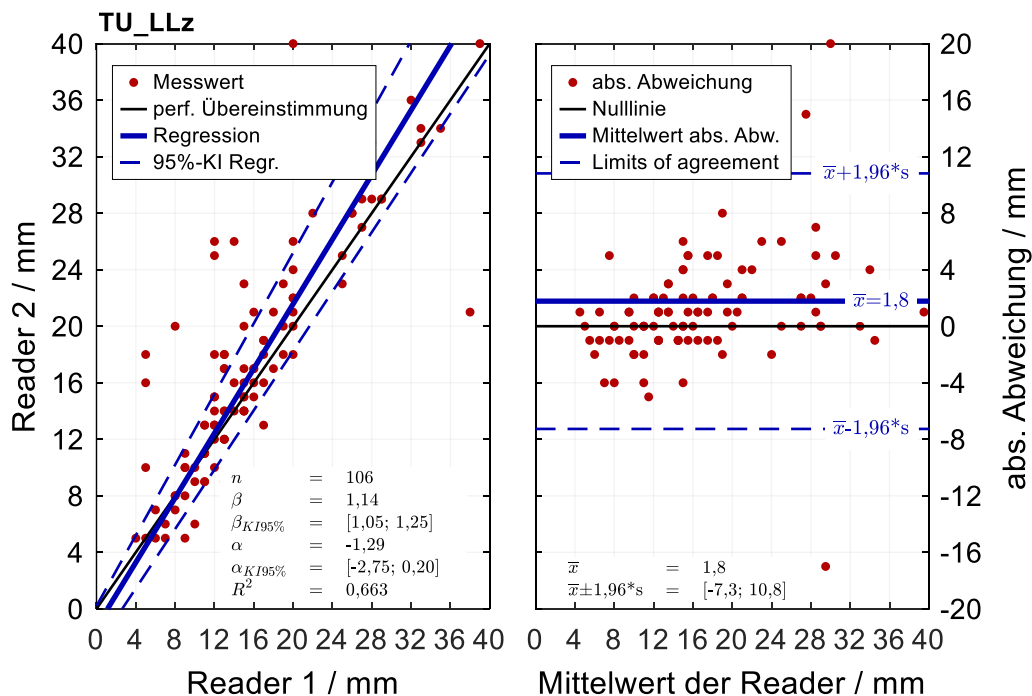 TU_LLz
40
36
32
28
24
20
16
12
8
4
0
0 4 8 12 16 20 24 28 32 36 40
Reader 2 / mm
Reader 1 / mm
Messwert
perf. Übereinstimmung
Regression
95%-KI Regr.
n = 106
β = 1,14
β_{KI95%} = [1,05; 1,25]
α = -1,29
α_{KI95%} = [-2,75; 0,20]
R² = 0,663
abs. Abweichung
Nulllinie
Mittelwert abs. Abw.
Limits of agreement
x̅+1,96*s
x̅=1,8
x̅-1,96*s
x̅ = 1,8
x̅±1,96*s = [-7,3; 10,8]
20
16
12
8
4
0
-4
-8
-12
-16
-20
0 4 8 12 16 20 24 28 32 36 40
abs. Abweichung / mm
Mittelwert der Reader / mm